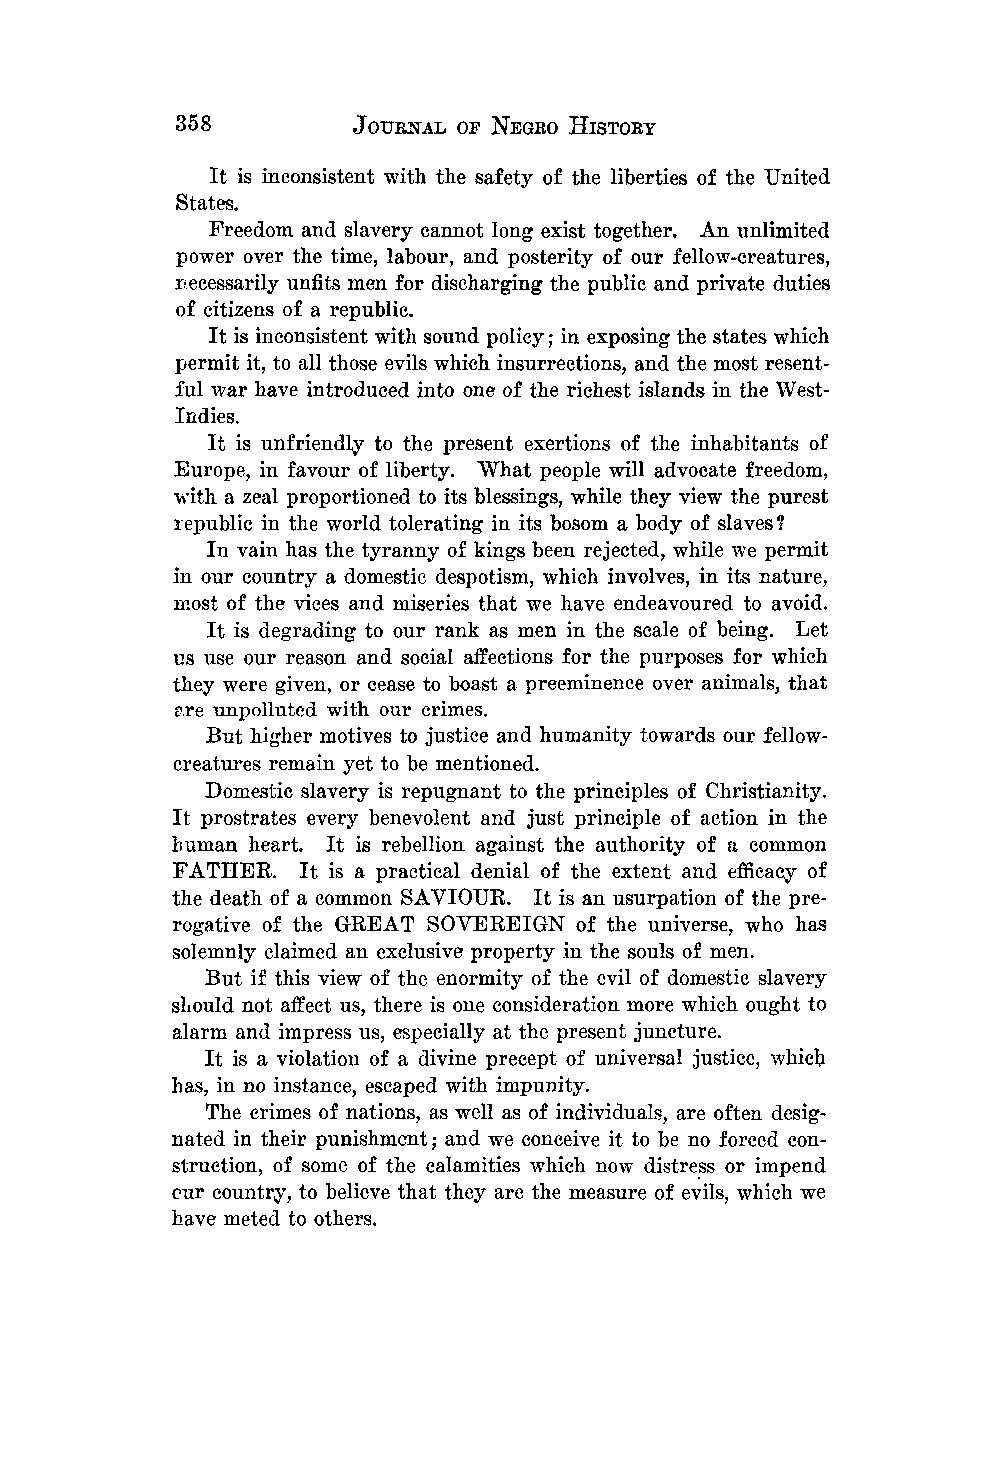 358 JOURNAL OF NEGRO HISTORY
It is inconsistent with the safety of the liberties of the United
States.
Freedom and slavery cannot long exist together. An unlimited
power over the time, labour, and posterity of our fellow-creatures,
necessarily unfits men for discharging the public and private duties
of citizens of a republic.
It is inconsistent with sound policy; in exposing the states which
permit it, to all those evils which insurrections, and the most resent-
ful war have introduced into one of the richest islands in the West-
Indies.
It is unfriendly to the present exertions of the inhabitants of
Europe, in favour of liberty. What people will advocate freedom,
with a zeal proportioned to its blessings, while they view the purest
republic in the world tolerating in its bosom a body of slaves?
In vain has the tyranny of kings been rejected, while we permit
in our country a domestic despotism, which involves, in its nature,
most of the vices and miseries that we have endeavoured to avoid.
It is degrading to our rank as men in the scale of being. Let
us use our reason and social affections for the purposes for which
they were given, or cease to boast a preeminence over animals, that
are unpolluted with our crimes.
But higher motives to justice and humanity towards our fellow-
creatures remain yet to be mentioned.
Domestic slavery is repugnant to the principles of Christianity.
It prostrates every benevolent and just principle of action in the
human heart. It is rebellion against the authority of a common
FATHER. It is a practical denial of the extent and efficacy of
the death of a common SAVIOUR. It is an usurpation of the pre-
rogative of the GREAT SOVEREIGN of the universe, who has
solemnly claimed an exclusive property in the souls of men.
But if this view of the enormity of the evil of domestic slavery
should not affect us, there is one consideration more which ought to
alarm and impress us, especially at the present juncture.
It is a violation of a divine precept of universal justice, which
has, in no instance, escaped with impunity.
The crimes of nations, as well as of individuals, are often desig-
nated in their punishment; and we conceive it to be no forced con-
struction, of some of the calamities which now distress or impend
our country, to believe that they are the measure of evils, which we
have meted to others.